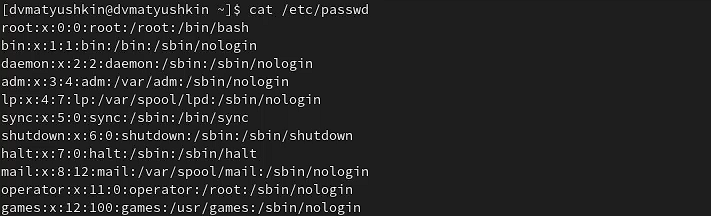 [dvmatyushkin@dvmatyushkin ~]$ cat /etc/passwd
root:x:0:0:root:/root:/bin/bash
bin:x:1:1:bin:/bin:/sbin/nologin
daemon:x:2:2:daemon:/sbin:/sbin/nologin
adm:x:3:4:adm:/var/adm:/sbin/nologin
lp:x:4:7:lp:/var/spool/lpd:/sbin/nologin
sync:x:5:0:sync:/sbin:/bin/sync
shutdown:x:6:0:shutdown:/sbin:/sbin/shutdown
halt:x:7:0:halt:/sbin:/sbin/halt
mail:x:8:12:mail:/var/spool/mail:/sbin/nologin
operator:x:11:0:operator:/root:/sbin/nologin
games:x:12:100:games:/usr/games:/sbin/nologin